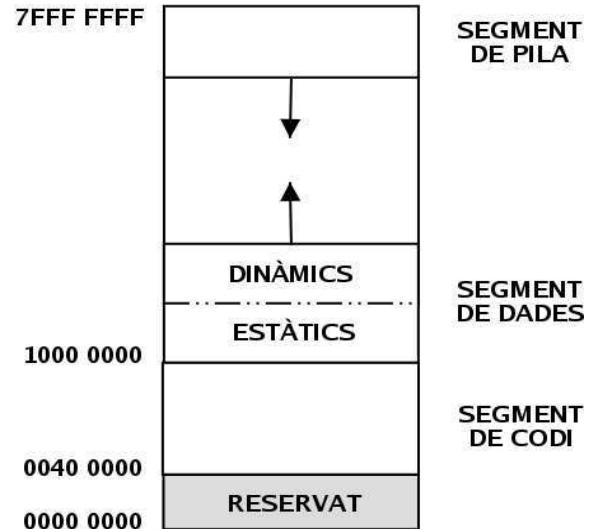 7FFF FFFF
SEGMENT
DE PILA
DINÀMICS
ESTÀTICS
SEGMENT
DE DADES
1000 0000
SEGMENT
DE CODI
0040 0000
RESERVAT
0000 0000